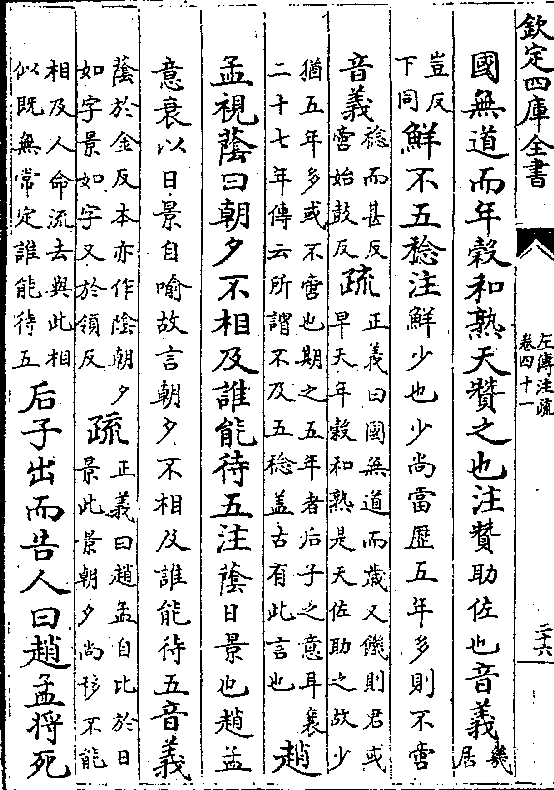 欽定四庫全書
左傳注疏
卷四十一
二十六
國無道而年穀和熟天贊之也注贊助佐也音義幾居
豈反下同鮮不五稔注鮮少也少尚當歷五年多則不啻
音義稔而甚反啻始鼓反疏正義曰國無道而歲又饑則君或早夭年穀和熟是天佐助之故少
猶五年多或不啻也期之五年者后子之意耳襄二十七年傳云所謂不及五稔蓋古有此言也趙
孟視蔭曰朝夕不相及誰能待五注蔭日景也趙孟
意衰以日景自喻故言朝夕不相及誰能待五音義
蔭於金反本亦作陰朝夕如字景如字又於領反疏正義曰趙孟自比於日景此景朝夕尚移不能
相及人命流去與此相似既無常定誰能待五后子出而告人曰趙孟將死